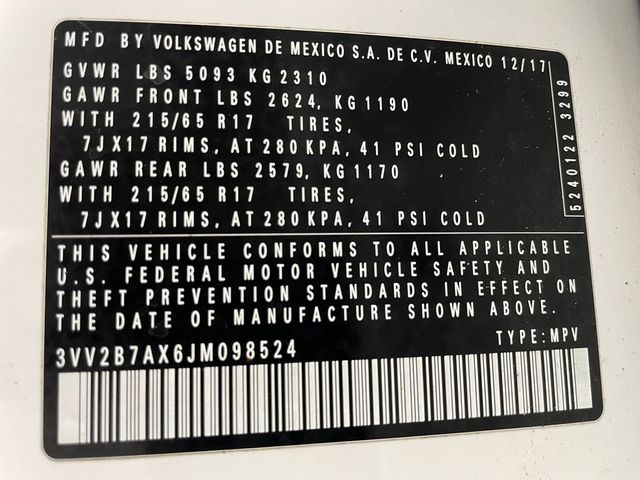 MFD BY VOLKSWAGEN DE MEXICO S.A. DE C.V. MEXICO 12/17
GVWR LBS 5093 KG 2310
GAWR FRONT LBS 2624, KG 1190
WITH 215/65 R17 TIRES,
7JX17 RIMS, AT 280 KPA, 41 PSI COLD
GAWR REAR LBS 2579, KG 1170
WITH 215/65 R17 TIRES,
7JX17 RIMS, AT 280 KPA, 41 PSI COLD
5240122 3299
THIS VEHICLE CONFORMS TO ALL APPLICABLE
U.S. FEDERAL MOTOR VEHICLE SAFETY AND
THEFT PREVENTION STANDARDS IN EFFECT ON
THE DATE OF MANUFACTURE SHOWN ABOVE.
3VV2B7AX6JM098524 TYPE:MPV